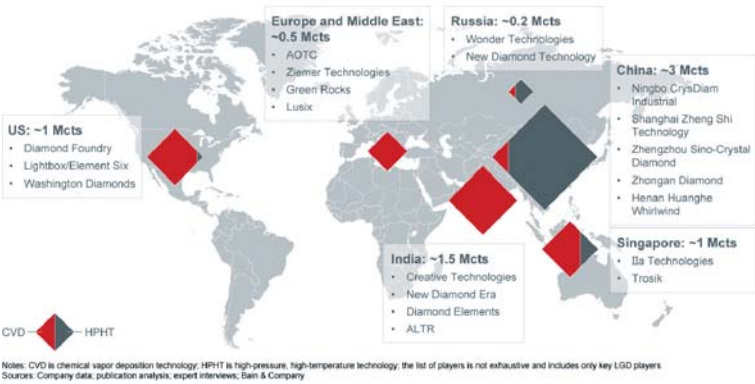 Europe and Middle East:
~0.5 Mcts
• AOTC
• Ziemer Technologies
• Green Rocks
• Lusix
Russia: ~0.2 Mcts
• Wonder Technologies
• New Diamond Technology
China: ~3 Mcts
• Ningbo CrysDiam
Industrial
• Shanghai Zheng Shi
Technology
• Zhengzhou Sino-Crystal
Diamond
• Zhongan Diamond
• Henan Huanghe
Whirlwind
US: ~1 Mcts
• Diamond Foundry
• Lightbox/Element Six
• Washington Diamonds
India: ~1.5 Mcts
• Creative Technologies
• New Diamond Era
• Diamond Elements
• ALTR
Singapore: ~1 Mcts
• IIa Technologies
• Trosik
CVD
HPHT
Notes: CVD is chemical vapor deposition technology; HPHT is high-pressure, high-temperature technology; the list of players is not exhaustive and includes only key LGD players
Sources: Company data; publication analysis; expert interviews; Bain & Company